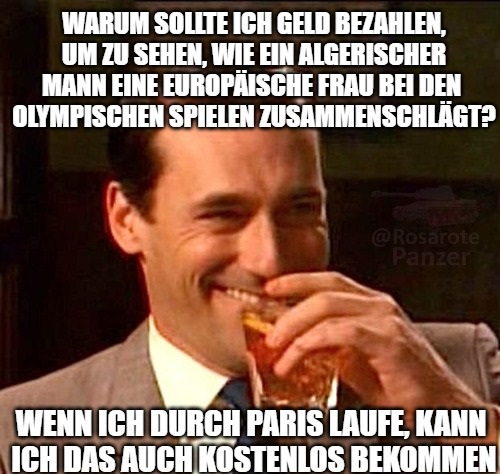 WARUM SOLLTE ICH GELD BEZAHLEN,
UM ZU SEHEN, WIE EIN ALGERISCHER
MANN EINE EUROPÄISCHE FRAU BEI DEN
OLYMPISCHEN SPIELEN ZUSAMMENSCHLÄGT?
@Rosarote
Panzer
WENN ICH DURCH PARIS LAUFE, KANN
ICH DAS AUCH KOSTENLOS BEKOMMEN